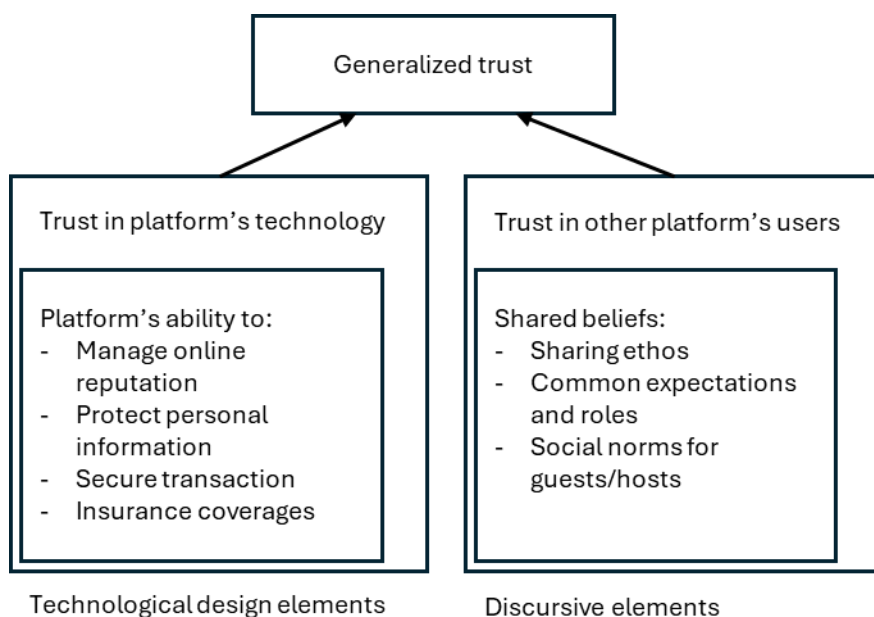 Generalized trust
Trust in platform's technology
Platform's ability to:
- Manage online
reputation
- Protect personal
information
- Secure transaction
- Insurance coverages
Technological design elements
Trust in other platform's users
Shared beliefs:
- Sharing ethos
- Common expectations
and roles
- Social norms for
guests/hosts
Discursive elements